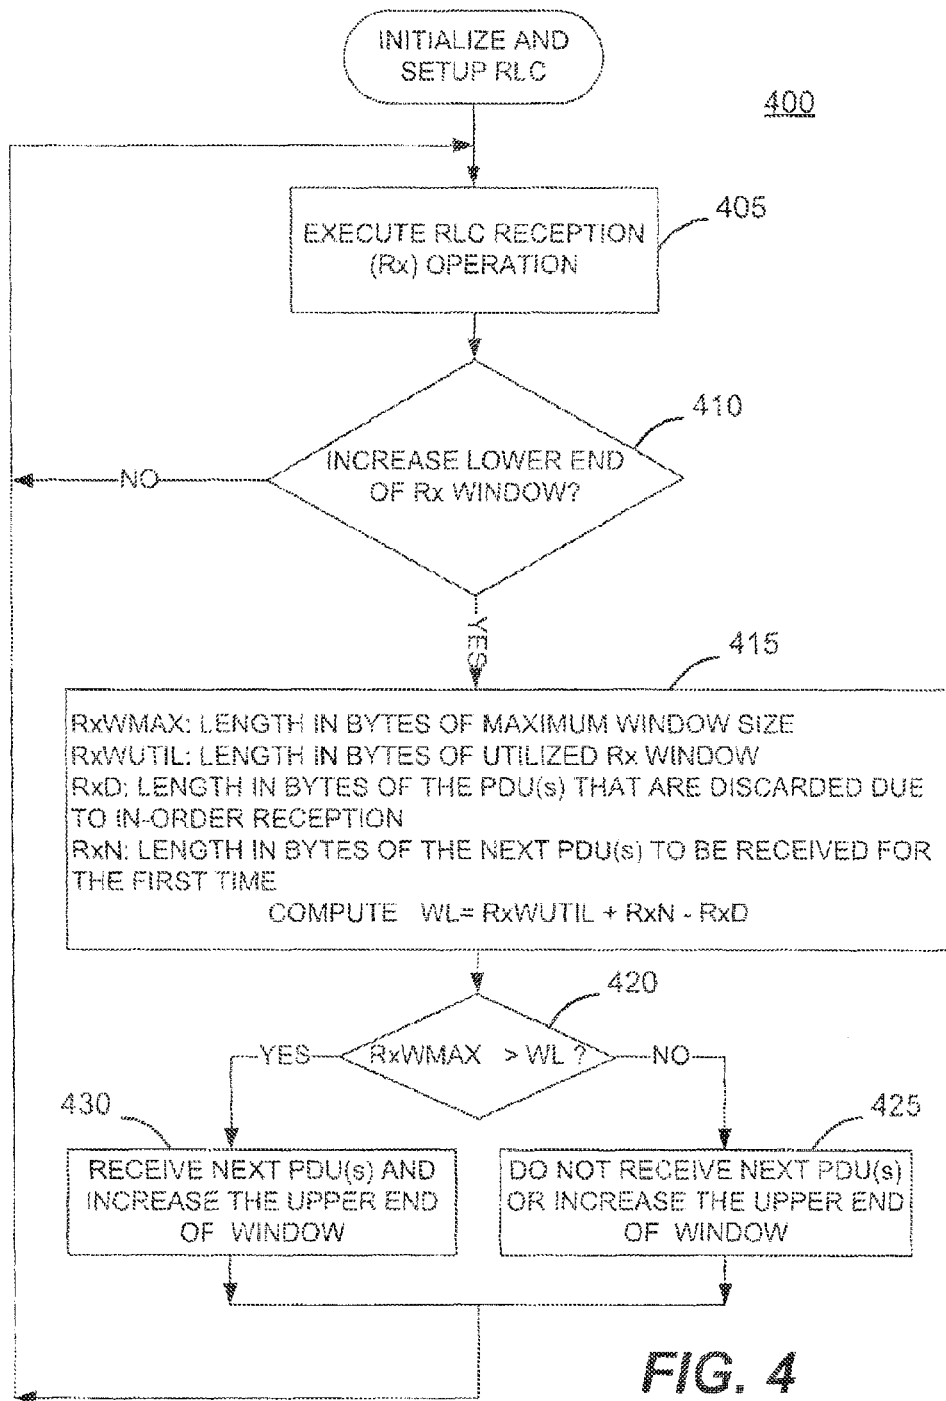 INITIALIZE AND
SETUP RLC
400
405
EXECUTE RLC RECEPTION
(Rx) OPERATION
410
INCREASE LOWER END
OF Rx WINDOW?
NO
YES
415
RxWMAX: LENGTH IN BYTES OF MAXIMUM WINDOW SIZE
RxWUTIL: LENGTH IN BYTES OF UTILIZED Rx WINDOW
RxD: LENGTH IN BYTES OF THE PDU(s) THAT ARE DISCARDED DUE
TO IN-ORDER RECEPTION
RxN: LENGTH IN BYTES OF THE NEXT PDU(s) TO BE RECEIVED FOR
THE FIRST TIME
COMPUTE WL= RxWUTIL + RxN - RxD
420
YES
RxWMAX > WL ?
NO
430
425
RECEIVE NEXT PDU(s) AND
INCREASE THE UPPER END
OF WINDOW
DO NOT RECEIVE NEXT PDU(s)
OR INCREASE THE UPPER END
OF WINDOW
FIG. 4